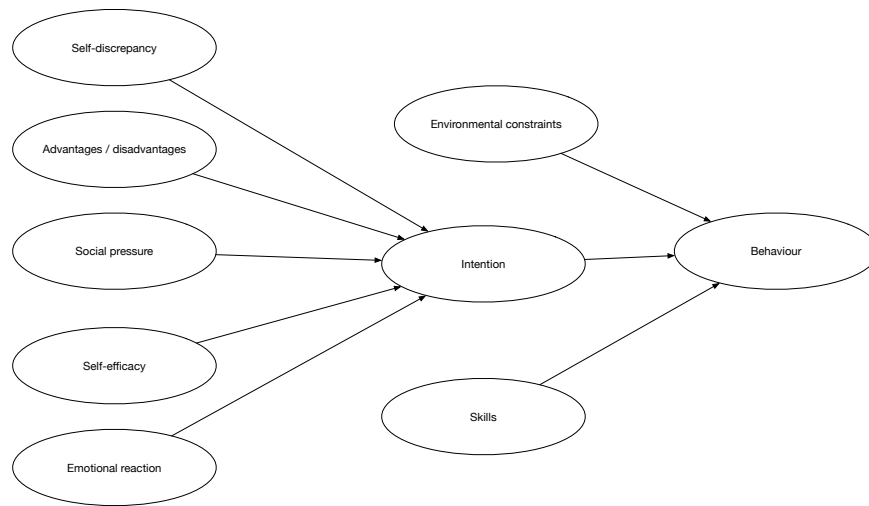 Self-discrepancy
Environmental constraints
Advantages / disadvantages
Social pressure
Intention
Behaviour
Self-efficacy
Skills
Emotional reaction